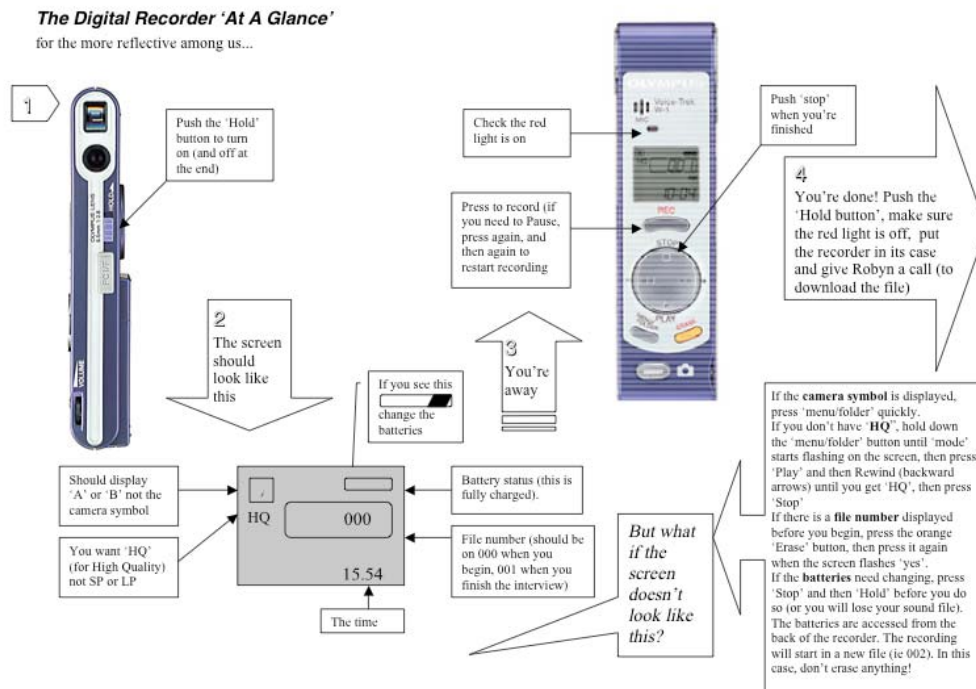 The Digital Recorder ‘At A Glance’
for the more reflective among us...
1
Push the ‘Hold’
button to turn
on (and off at
the end)
HOLD
OLYMPUS LENS
VOLUME
2
The screen
should
look like
this
Check the red
light is on
Press to record (if
you need to Pause,
press again, and
then again to
restart recording
OLYMPUS
Voice-Trek
W-1
MIC
10:04
REC
STOP
PLAY
ERASE
Push ‘stop’
when you’re
finished
3
You’re
away
4
You’re done! Push the
‘Hold button’, make sure
the red light is off, put
the recorder in its case
and give Robyn a call (to
download the file)
If you see this
change the
batteries
Should display
‘A’ or ‘B’ not the
camera symbol
You want ‘HQ’
(for High Quality)
not SP or LP
HQ
000
15.54
Battery status (this is
fully charged).
File number (should be
on 000 when you
begin, 001 when you
finish the interview)
The time
But what
if the
screen
doesn’t
look like
this?
If the camera symbol is displayed,
press ‘menu/folder’ quickly.
If you don’t have ‘HQ”, hold down
the ‘menu/folder’ button until ‘mode’
starts flashing on the screen, then press
‘Play’ and then Rewind (backward
arrows) until you get ‘HQ’, then press
‘Stop’
If there is a file number displayed
before you begin, press the orange
‘Erase’ button, then press it again
when the screen flashes ‘yes’.
If the batteries need changing, press
‘Stop’ and then ‘Hold’ before you do
so (or you will lose your sound file).
The batteries are accessed from the
back of the recorder. The recording
will start in a new file (ie 002). In this
case, don’t erase anything!